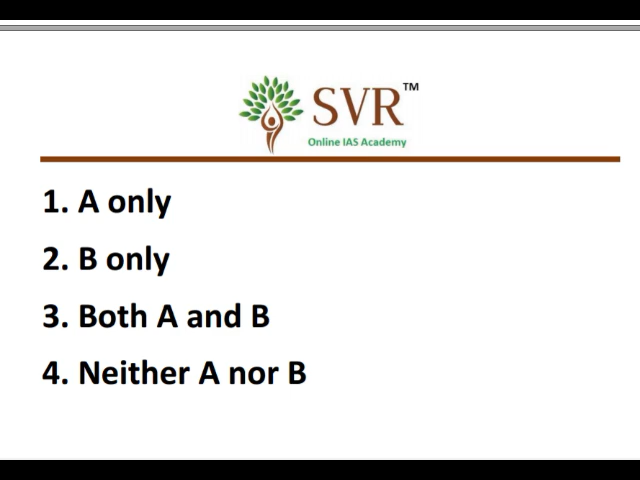 SVR™
Online IAS Academy
1. A only
2. B only
3. Both A and B
4. Neither A nor B